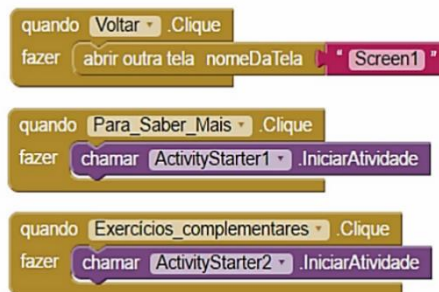 quando Voltar .Clique
fazer abrir outra tela nomeDaTela " Screen1 "
quando Para_Saber_Mais .Clique
fazer chamar ActivityStarter1 .IniciarAtividade
quando Exercícios_complementares .Clique
fazer chamar ActivityStarter2 .IniciarAtividade